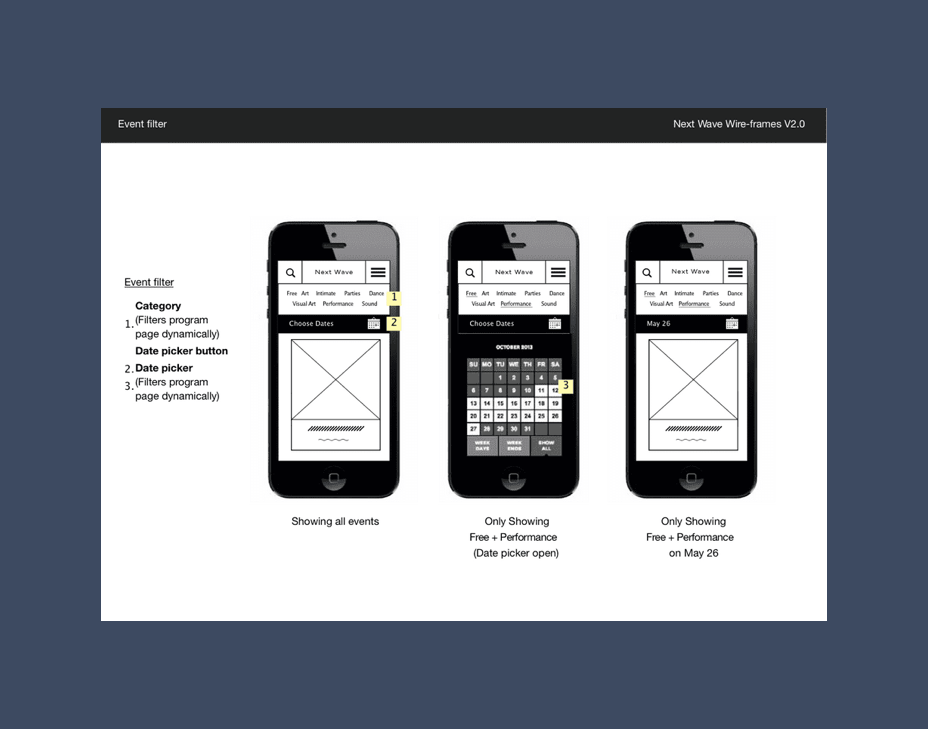 Event filter
Next Wave Wire-frames V2.0
Event filter
Category
1. (Filters program
page dynamically)
Date picker button
2. Date picker
3. (Filters program
page dynamically)
Next Wave
Free Art Intimate Parties Dance
Visual Art Performance Sound
1
Choose Dates
2
Showing all events
Next Wave
Free Art Intimate Parties Dance
Visual Art Performance Sound
Choose Dates
OCTOBER 2013
SU MO TU WE TH FR SA
1 2 3 4 5
3
6 7 8 9 10 11 12
13 14 15 16 17 18 19
20 21 22 23 24 25 26
27 28 29 30 31
WEEK DAYS
WEEK ENDS
SHOW ALL
Only Showing
Free + Performance
(Date picker open)
Next Wave
Free Art Intimate Parties Dance
Visual Art Performance Sound
May 26
Only Showing
Free + Performance
on May 26